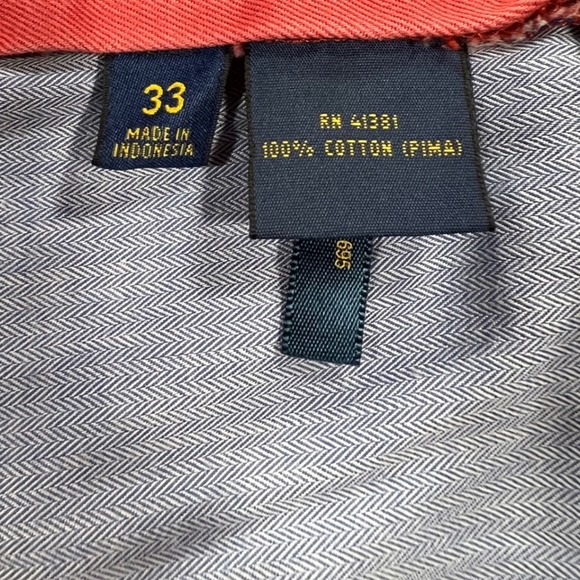 33
MADE IN
INDONESIA
RN 41381
100% COTTON (PIMA)
695